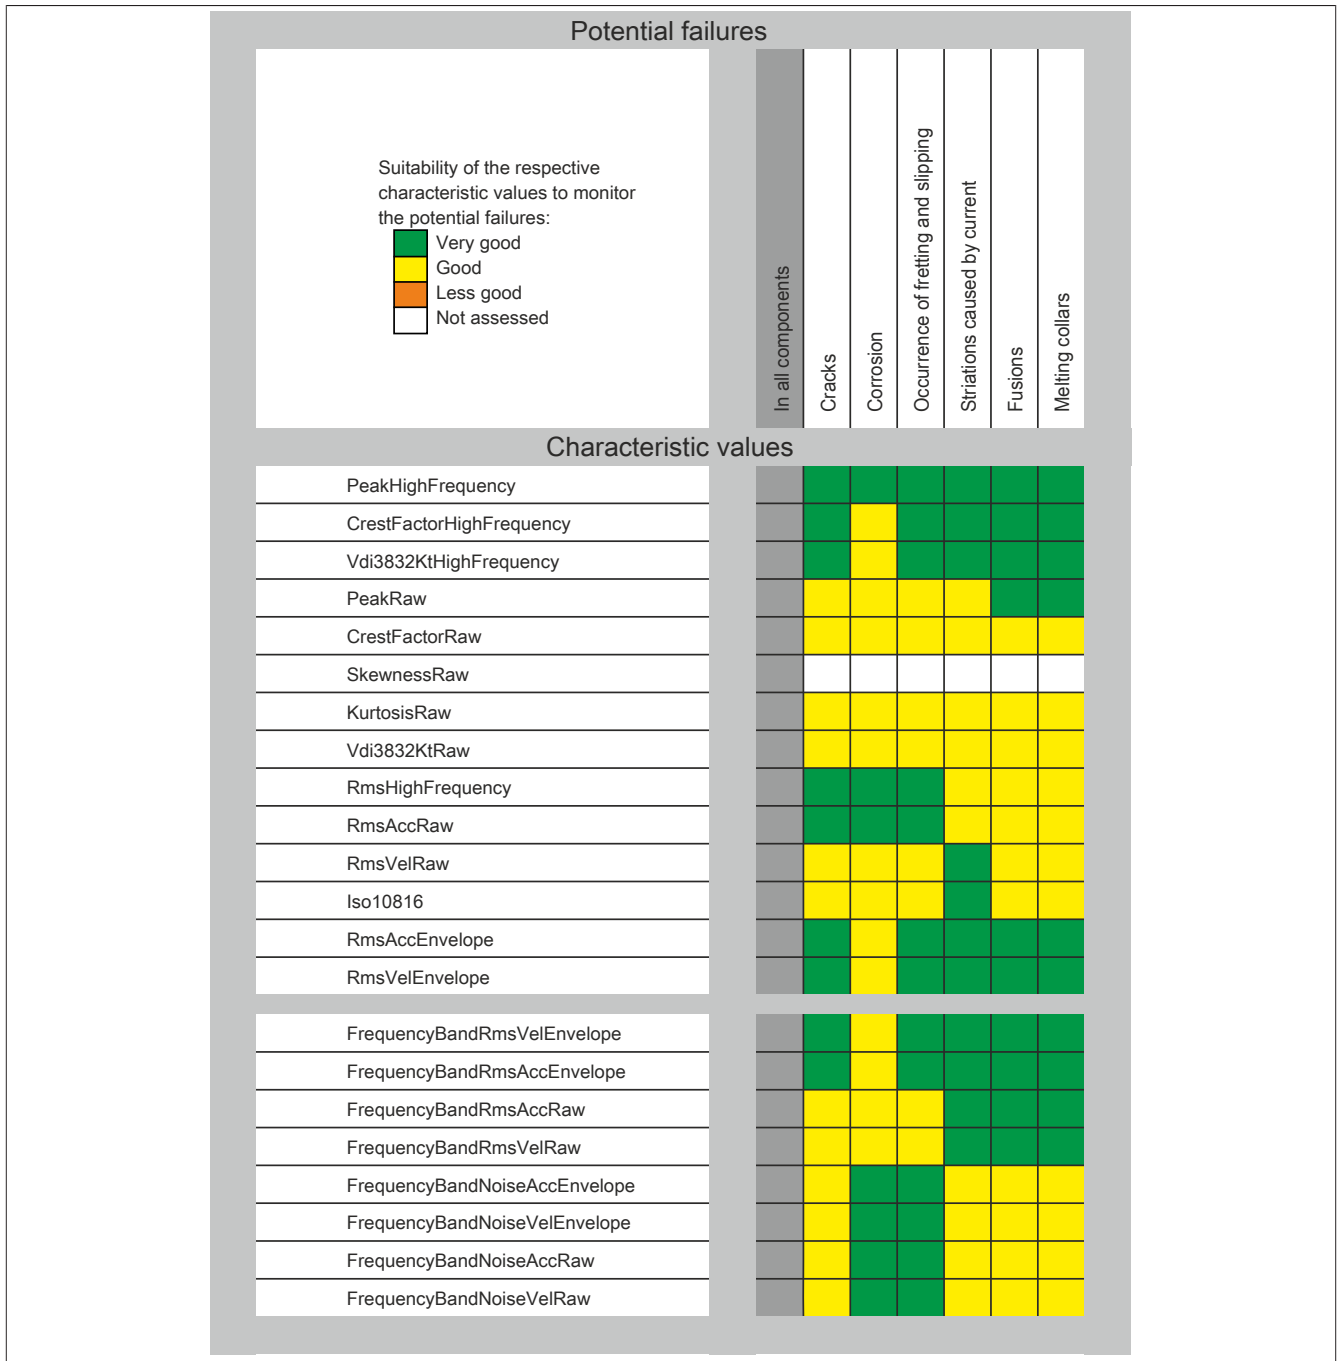 Potential failures
Suitability of the respective
characteristic values to monitor
the potential failures:
Very good
Good
Less good
Not assessed
In all components
Cracks
Corrosion
Occurrence of fretting and slipping
Striations caused by current
Fusions
Melting collars
Characteristic values
PeakHighFrequency
CrestFactorHighFrequency
Vdi3832KtHighFrequency
PeakRaw
CrestFactorRaw
SkewnessRaw
KurtosisRaw
Vdi3832KtRaw
RmsHighFrequency
RmsAccRaw
RmsVelRaw
Iso10816
RmsAccEnvelope
RmsVelEnvelope
FrequencyBandRmsVelEnvelope
FrequencyBandRmsAccEnvelope
FrequencyBandRmsAccRaw
FrequencyBandRmsVelRaw
FrequencyBandNoiseAccEnvelope
FrequencyBandNoiseVelEnvelope
FrequencyBandNoiseAccRaw
FrequencyBandNoiseVelRaw